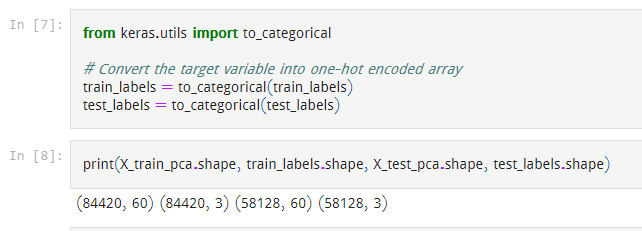 In [7]:
from keras.utils import to_categorical
# Convert the target variable into one-hot encoded array
train_labels = to_categorical(train_labels)
test_labels = to_categorical(test_labels)
In [8]:
print(X_train_pca.shape, train_labels.shape, X_test_pca.shape, test_labels.shape)
(84420, 60) (84420, 3) (58128, 60) (58128, 3)